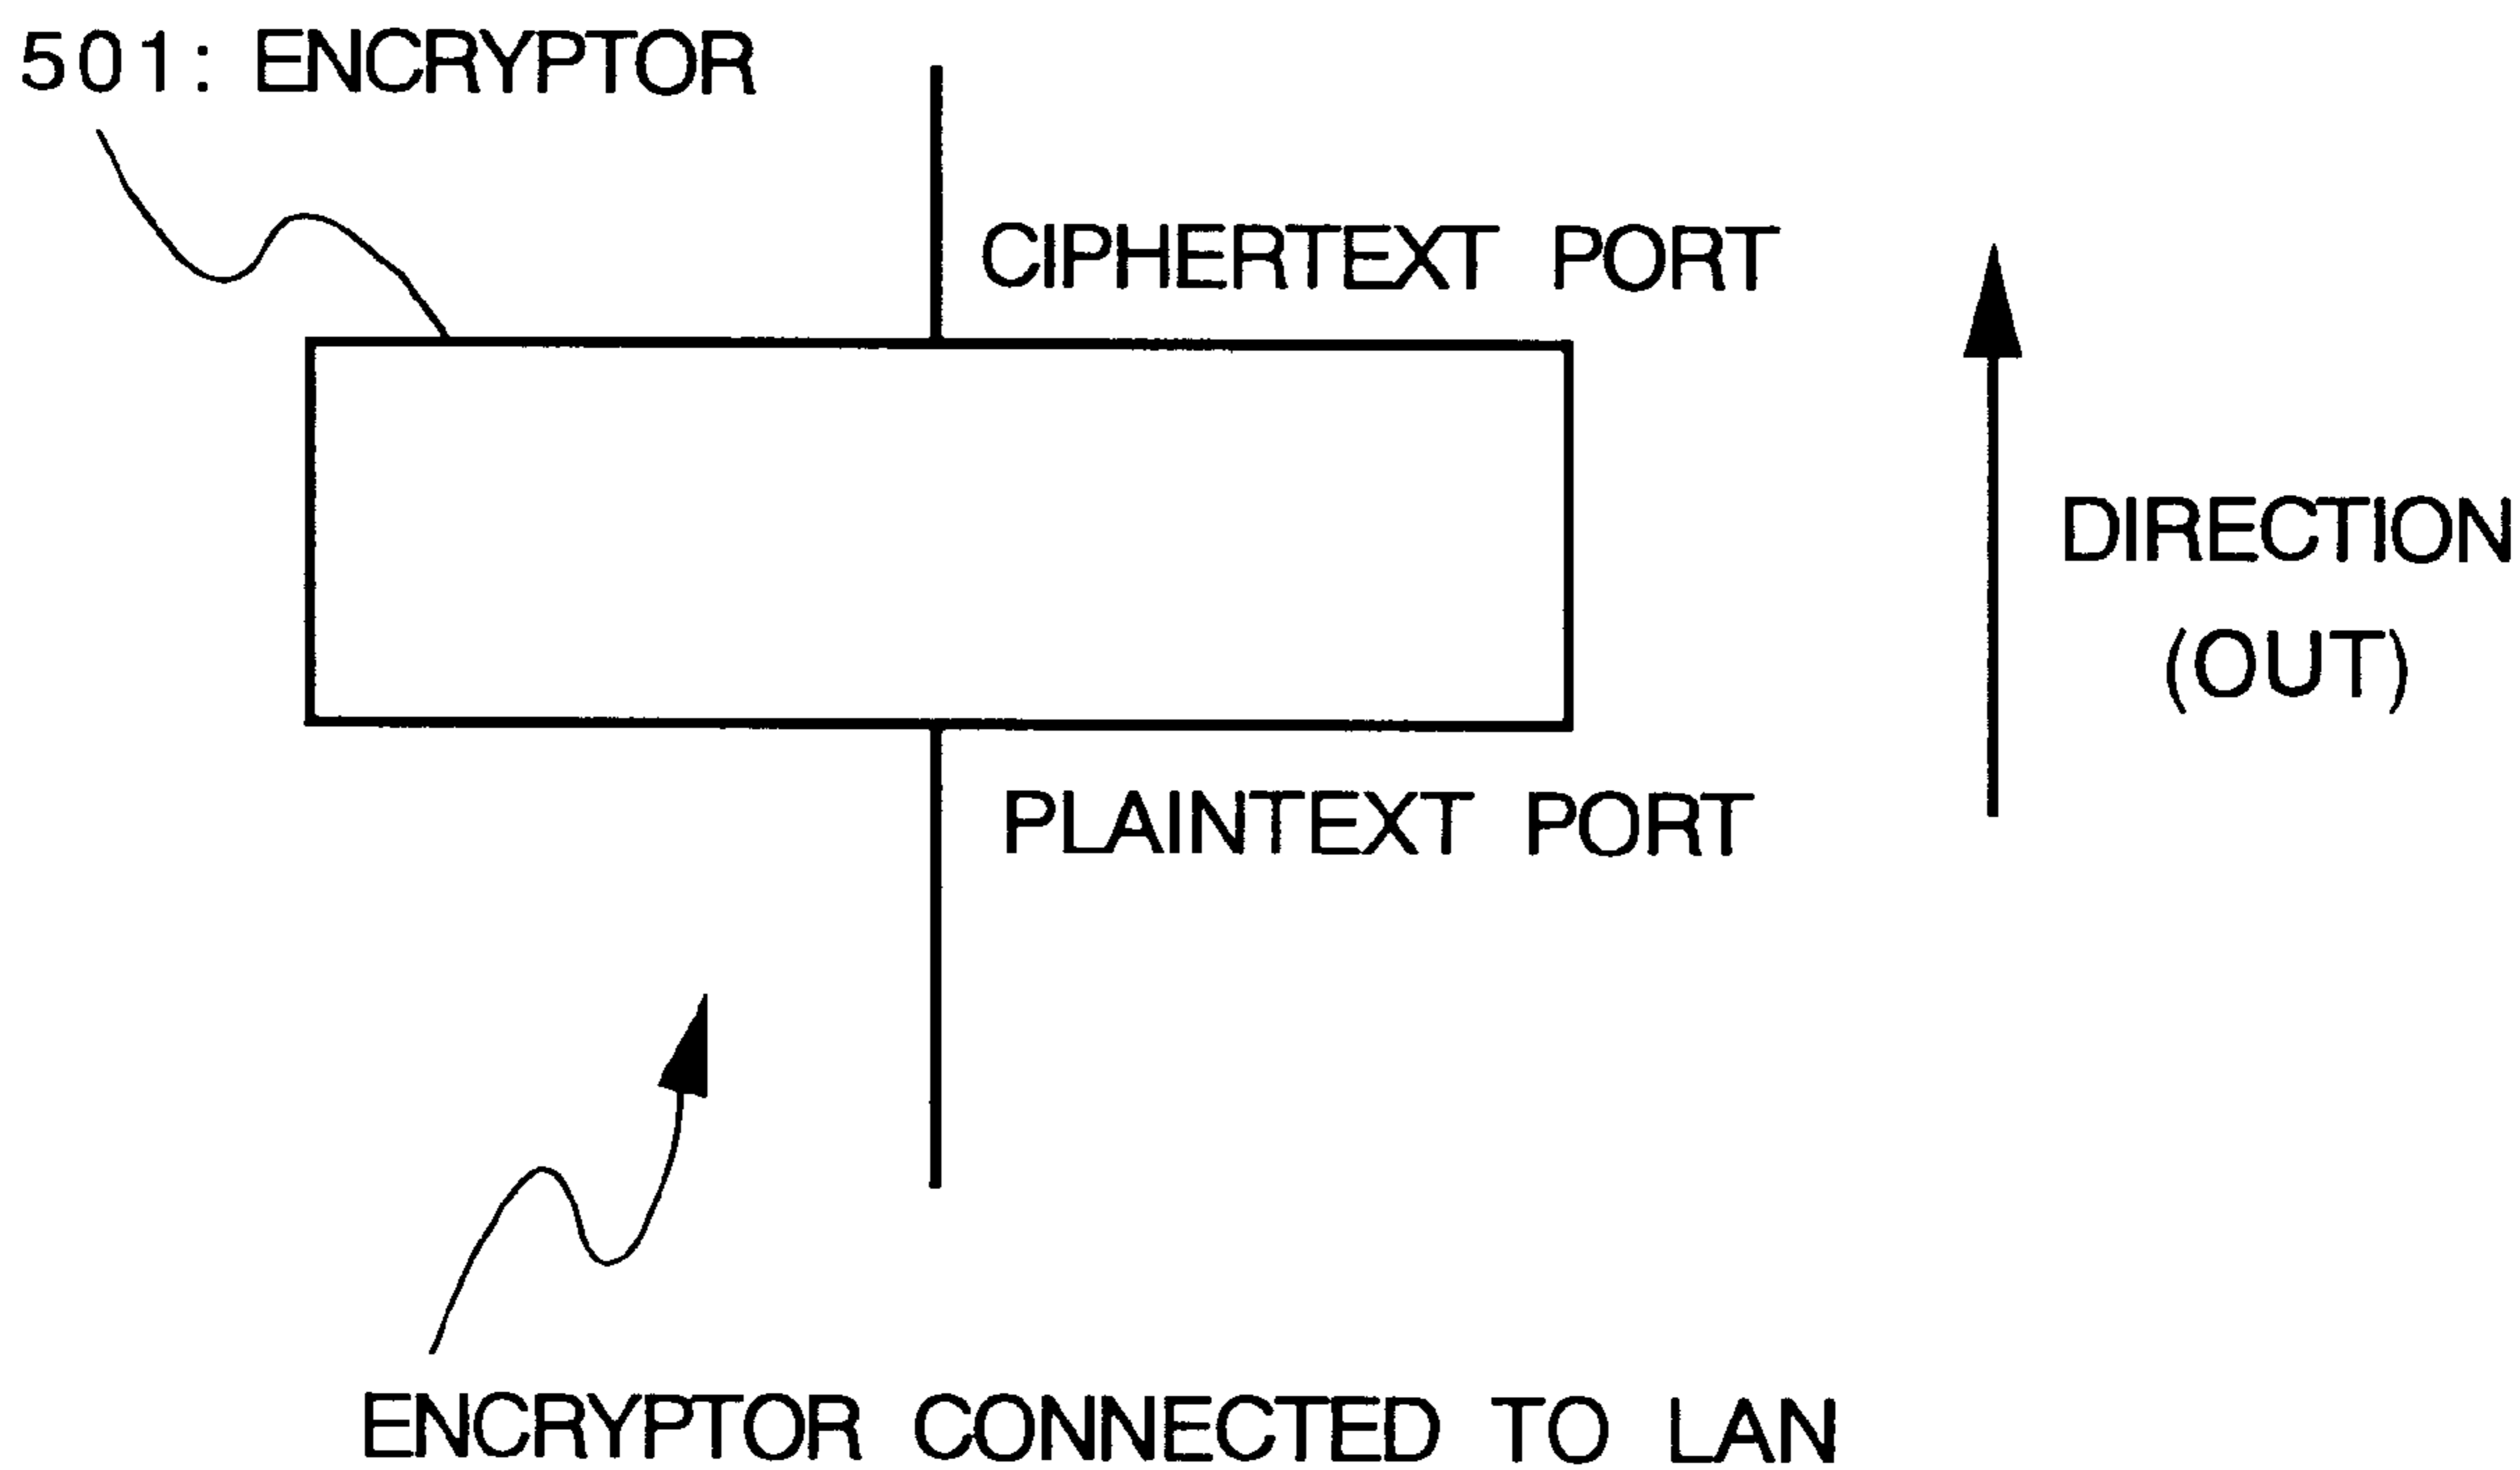 501: ENCRYPTOR
CIPHERTEXT PORT
DIRECTION
(OUT)
PLAINTEXT PORT
ENCRYPTOR CONNECTED TO LAN